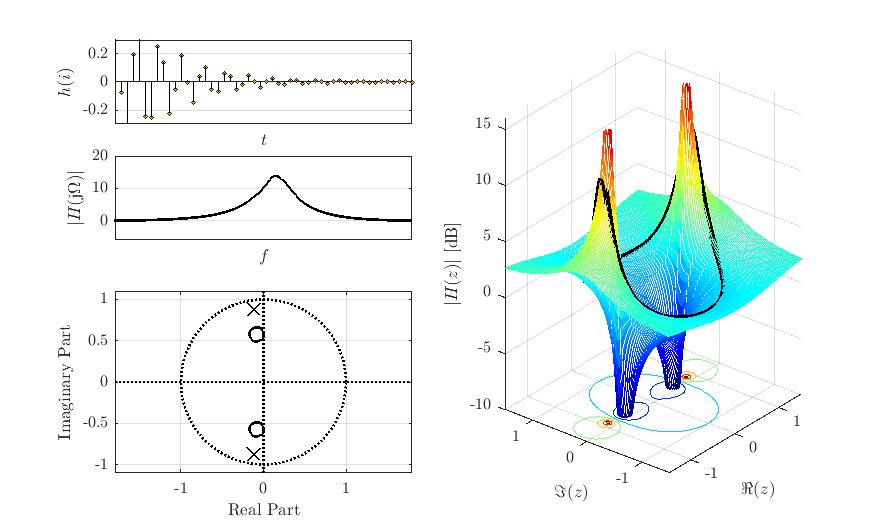 0.2
0
-0.2
h(i)
t
20
10
0
|H(jΩ)|
f
1
0.5
0
-0.5
-1
Imaginary Part
-1
0
1
Real Part
15
10
5
0
-5
-10
|H(z)| [dB]
1
0
-1
ℑ(z)
-1
0
1
ℜ(z)